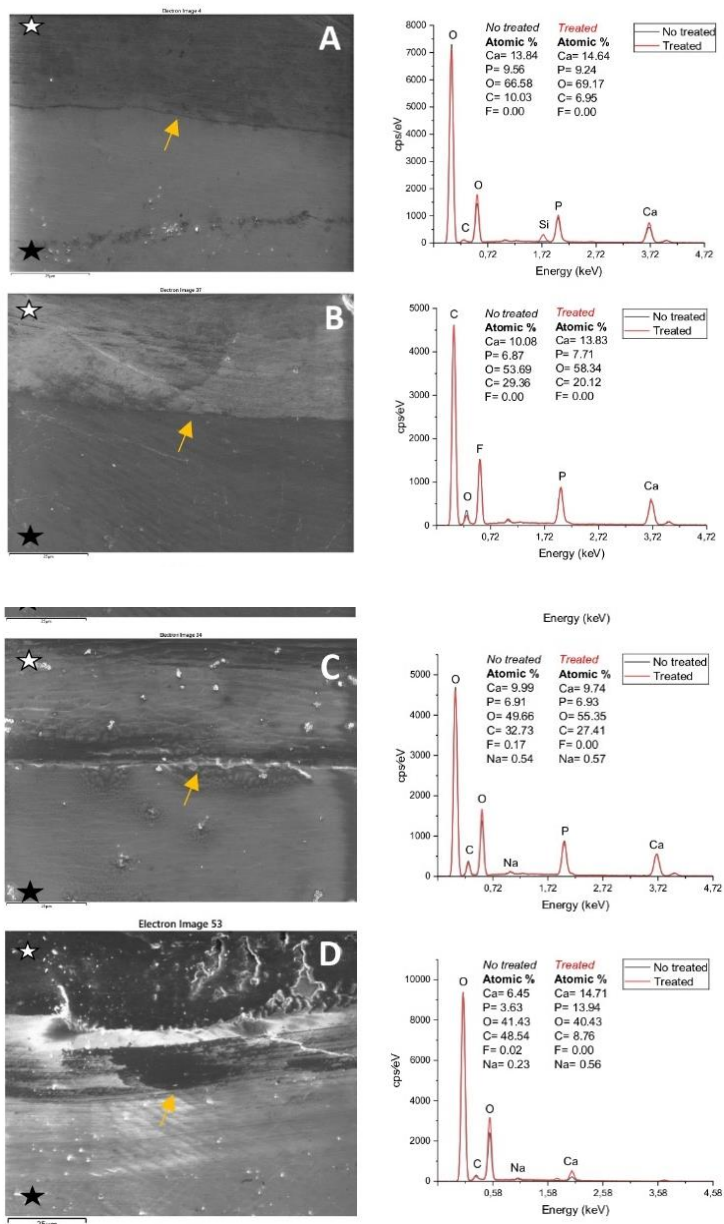 Electron Image 4
A
No treated Treated
Atomic % Atomic %
Ca= 13.84 Ca= 14.64
P= 9.56 P= 9.24
O= 66.58 O= 69.17
C= 10.03 C= 6.95
F= 0.00 F= 0.00
No treated
Treated
8000
7000
6000
5000
4000
3000
2000
1000
0
cps/eV
O
C
O
Si
P
Ca
0,72 1,72 2,72 3,72 4,72
Energy (keV)
Electron Image 37
B
No treated Treated
Atomic % Atomic %
Ca= 10.08 Ca= 13.83
P= 6.87 P= 7.71
O= 53.69 O= 58.34
C= 29.36 C= 20.12
F= 0.00 F= 0.00
No treated
Treated
5000
4000
3000
2000
1000
0
cps/eV
C
O
F
P
Ca
0,72 1,72 2,72 3,72 4,72
Energy (keV)
Energy (keV)
C
No treated Treated
Atomic % Atomic %
Ca= 9.99 Ca= 9.74
P= 6.91 P= 6.93
O= 49.66 O= 55.35
C= 32.73 C= 27.41
F= 0.17 F= 0.00
Na= 0.54 Na= 0.57
No treated
Treated
5000
4000
3000
2000
1000
0
cps/eV
O
C
O
Na
P
Ca
0,72 1,72 2,72 3,72 4,72
Energy (keV)
Electron Image 53
D
No treated Treated
Atomic % Atomic %
Ca= 6.45 Ca= 14.71
P= 3.63 P= 13.94
O= 41.43 O= 40.43
C= 48.54 C= 8.76
F= 0.02 F= 0.00
Na= 0.23 Na= 0.56
No treated
Treated
10000
8000
6000
4000
2000
0
cps/eV
O
C
O
Na
Ca
0,58 1,58 2,58 3,58 4,58
Energy (keV)